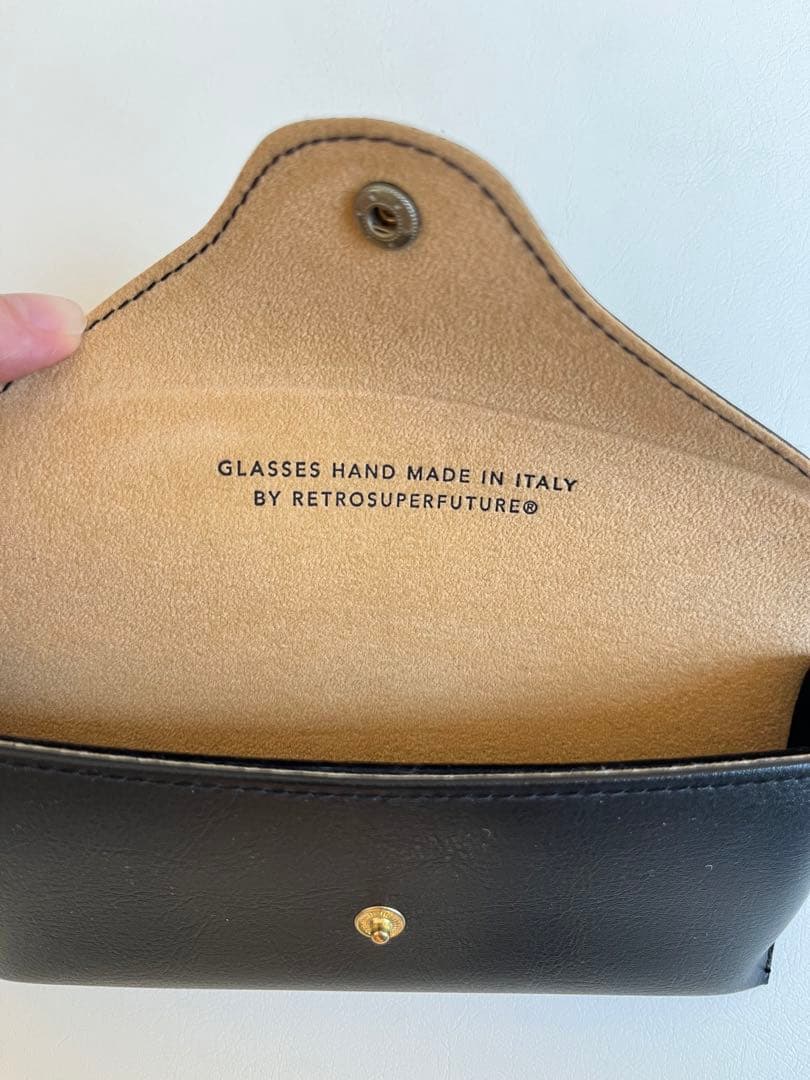 GLASSES HAND MADE IN ITALY
BY RETROSUPERFUTURE®